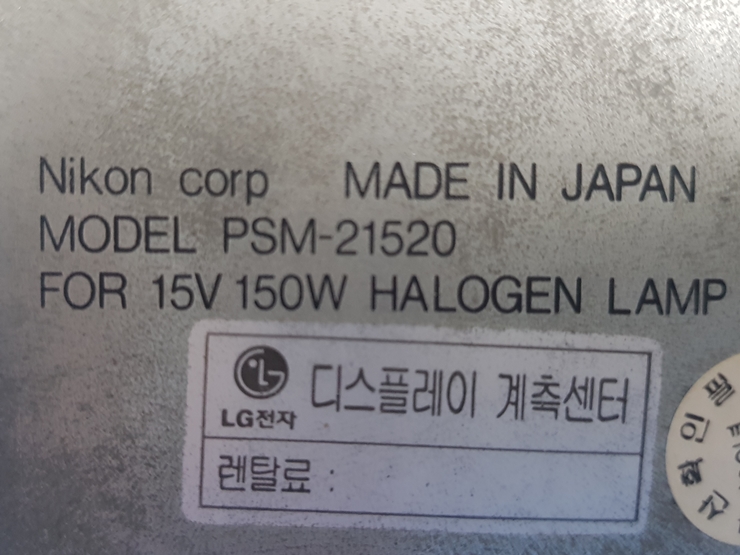 Nikon corp MADE IN JAPAN
MODEL PSM-21520
FOR 15V 150W HALOGEN LAMP
LG전자 디스플레이 계측센터
렌탈료 :